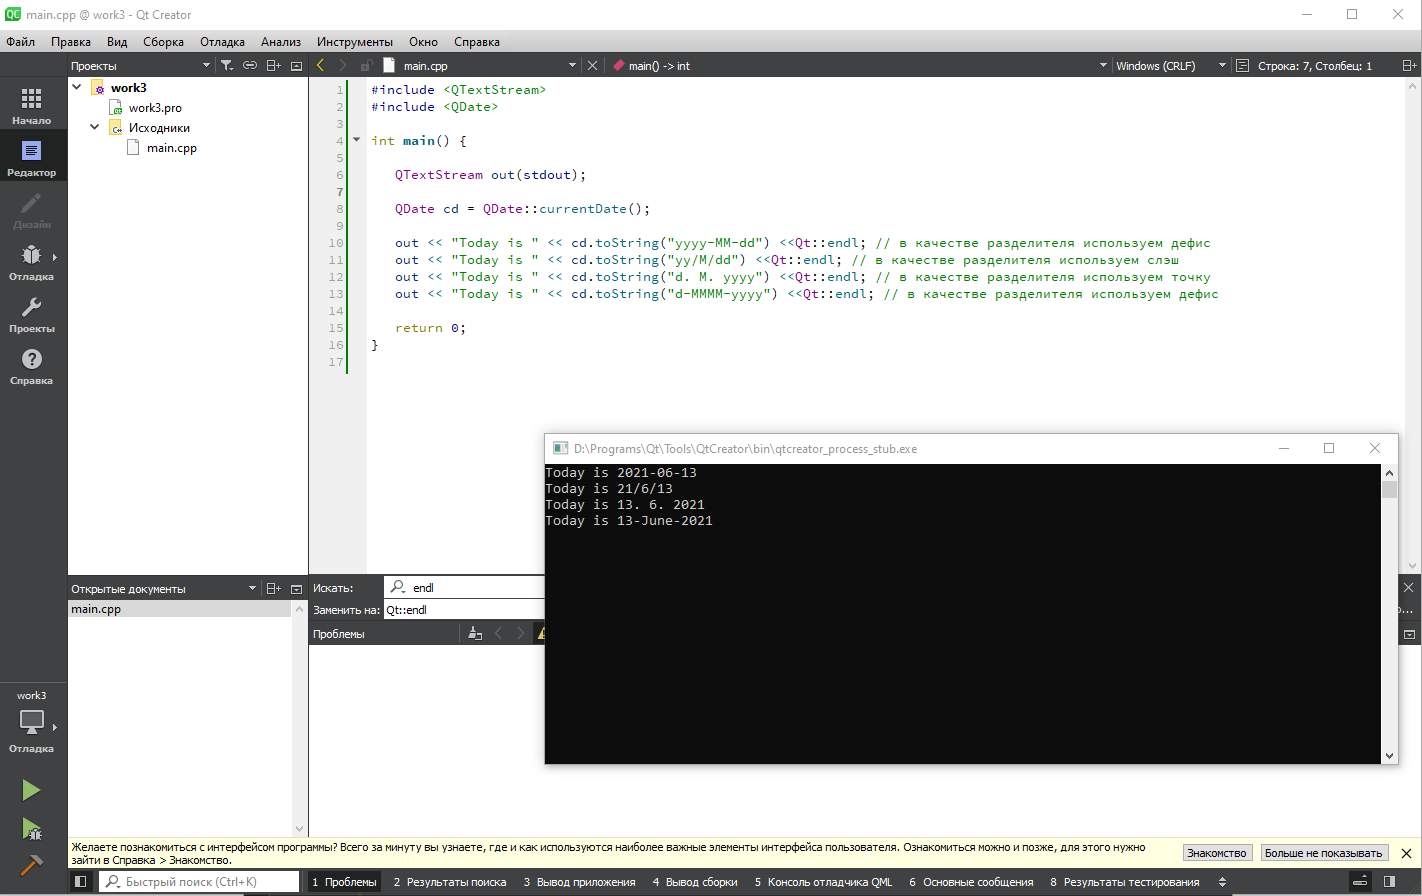 main.cpp @ work3 - Qt Creator
Файл Правка Вид Сборка Отладка Анализ Инструменты Окно Справка
Проекты main.cpp main() -> int Windows (CRLF) Строка: 7, Столбец: 1
Начало
Редактор
Дизайн
Отладка
Проекты
Справка
work3
work3.pro
Исходники
main.cpp
1 #include <QTextStream>
2 #include <QDate>
3
4 int main() {
5
6 QTextStream out(stdout);
7
8 QDate cd = QDate::currentDate();
9
10 out << "Today is " << cd.toString("yyyy-MM-dd") <<Qt::endl; // в качестве разделителя используем дефис
11 out << "Today is " << cd.toString("yy/M/dd") <<Qt::endl; // в качестве разделителя используем слэш
12 out << "Today is " << cd.toString("d. M. yyyy") <<Qt::endl; // в качестве разделителя используем точку
13 out << "Today is " << cd.toString("d-MMMM-yyyy") <<Qt::endl; // в качестве разделителя используем дефис
14
15 return 0;
16 }
17
D:\Programs\Qt\Tools\QtCreator\bin\qtcreator_process_stub.exe
Today is 2021-06-13
Today is 21/6/13
Today is 13. 6. 2021
Today is 13-June-2021
Открытые документы
main.cpp
Искать: endl
Заменить на: Qt::endl
Проблемы
work3
Отладка
Желаете познакомиться с интерфейсом программы? Всего за минуту вы узнаете, где и как используются наиболее важные элементы интерфейса пользователя. Ознакомиться можно и позже, для этого нужно
зайти в Справка > Знакомство.
Знакомство Больше не показывать
Быстрый поиск (Ctrl+K) 1 Проблемы 2 Результаты поиска 3 Вывод приложения 4 Вывод сборки 5 Консоль отладчика QML 6 Основные сообщения 8 Результаты тестирования